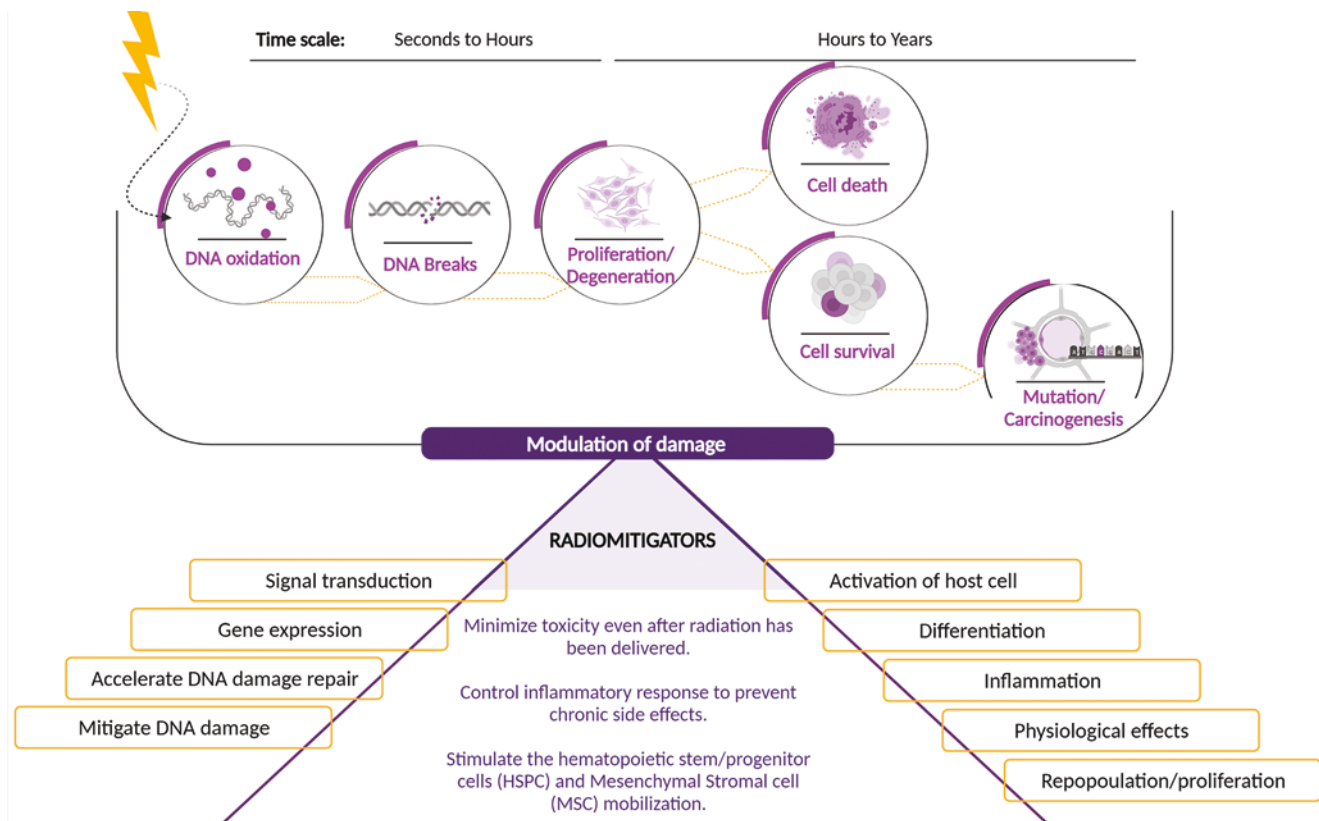 Time scale:
Seconds to Hours
Hours to Years
DNA oxidation
DNA Breaks
Proliferation/
Degeneration
Cell death
Cell survival
Mutation/
Carcinogenesis
Modulation of damage
RADIOMITIGATORS
Signal transduction
Gene expression
Accelerate DNA damage repair
Mitigate DNA damage
Minimize toxicity even after radiation has
been delivered.
Control inflammatory response to prevent
chronic side effects.
Stimulate the hematopoietic stem/progenitor
cells (HSPC) and Mesenchymal Stromal cell
(MSC) mobilization.
Activation of host cell
Differentiation
Inflammation
Physiological effects
Repopoulation/proliferation